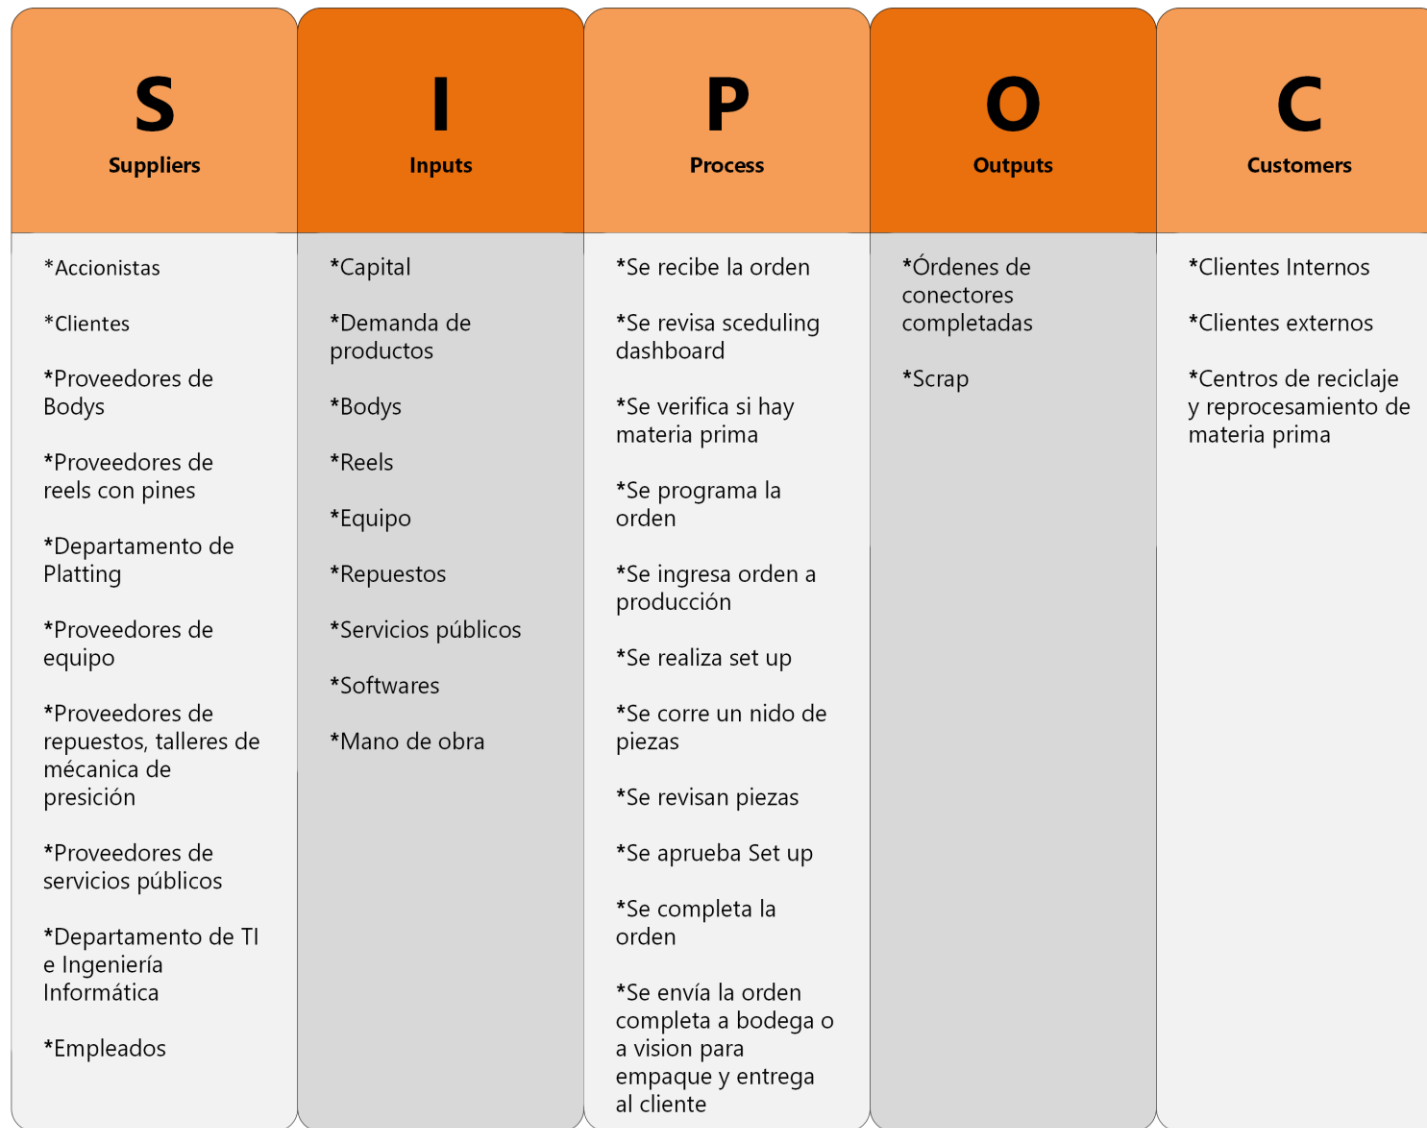 S
Suppliers
*Accionistas
*Clientes
*Proveedores de
Bodys
*Proveedores de
reels con pines
*Departamento de
Platting
*Proveedores de
equipo
*Proveedores de
repuestos, talleres de
mécanica de
presición
*Proveedores de
servicios públicos
*Departamento de TI
e Ingeniería
Informática
*Empleados
I
Inputs
*Capital
*Demanda de
productos
*Bodys
*Reels
*Equipo
*Repuestos
*Servicios públicos
*Softwares
*Mano de obra
P
Process
*Se recibe la orden
*Se revisa sceduling
dashboard
*Se verifica si hay
materia prima
*Se programa la
orden
*Se ingresa orden a
producción
*Se realiza set up
*Se corre un nido de
piezas
*Se revisan piezas
*Se aprueba Set up
*Se completa la
orden
*Se envía la orden
completa a bodega o
a vision para
empaque y entrega
al cliente
O
Outputs
*Órdenes de
conectores
completadas
*Scrap
C
Customers
*Clientes Internos
*Clientes externos
*Centros de reciclaje
y reprocesamiento de
materia prima